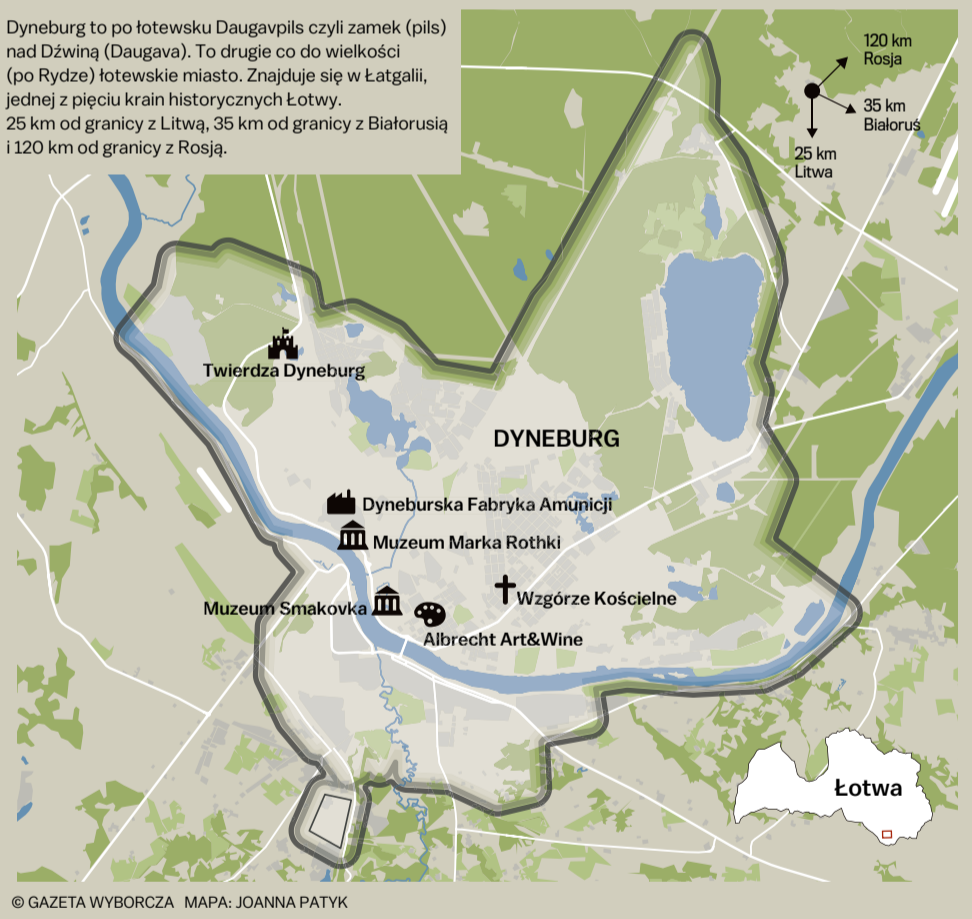 Dyneburg to po łotewsku Daugavpils czyli zamek (pils)
nad Dźwiną (Daugava). To drugie co do wielkości
(po Rydze) łotewskie miasto. Znajduje się w Łatgalii,
jednej z pięciu krain historycznych Łotwy.
25 km od granicy z Litwą, 35 km od granicy z Białorusią
i 120 km od granicy z Rosją.
120 km
Rosja
35 km
Białoruś
25 km
Litwa
Twierdza Dyneburg
DYNEBURG
Dyneburska Fabryka Amunicji
Muzeum Marka Rothki
Wzgórze Kościelne
Muzeum Smakovka
Albrecht Art&Wine
Łotwa
© GAZETA WYBORCZA MAPA: JOANNA PATYK